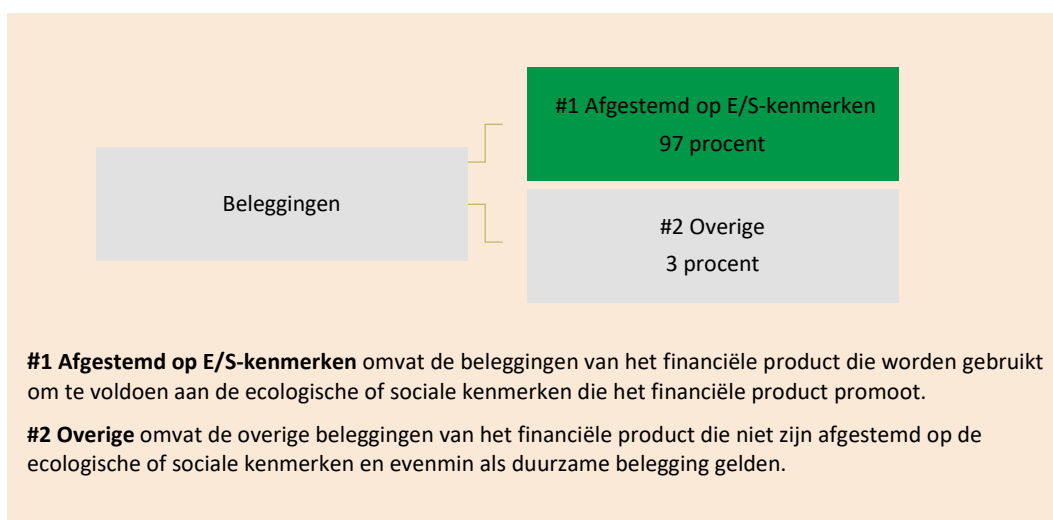 #1 Afgestemd op E/S-kenmerken
97 procent
Beleggingen
#2 Overige
3 procent
#1 Afgestemd op E/S-kenmerken omvat de beleggingen van het financiële product die worden gebruikt
om te voldoen aan de ecologische of sociale kenmerken die het financiële product promoot.
#2 Overige omvat de overige beleggingen van het financiële product die niet zijn afgestemd op de
ecologische of sociale kenmerken en evenmin als duurzame belegging gelden.